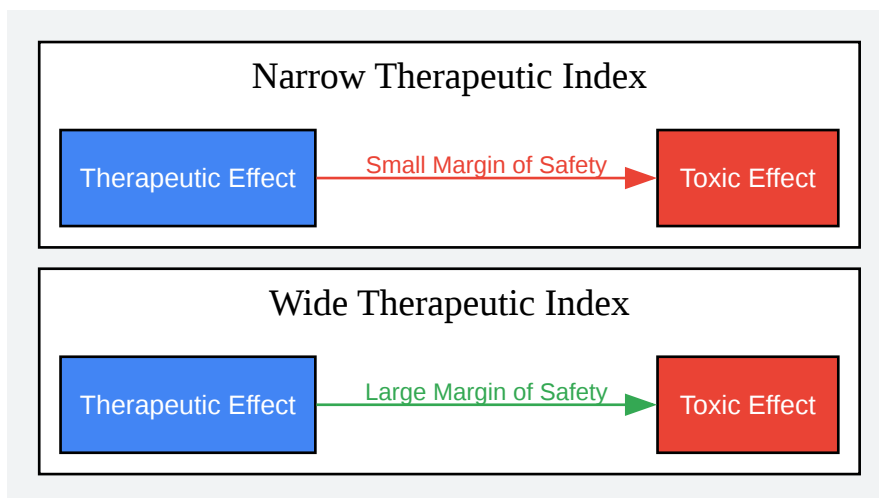 Narrow Therapeutic Index
Therapeutic Effect
Small Margin of Safety
Toxic Effect
Wide Therapeutic Index
Therapeutic Effect
Large Margin of Safety
Toxic Effect